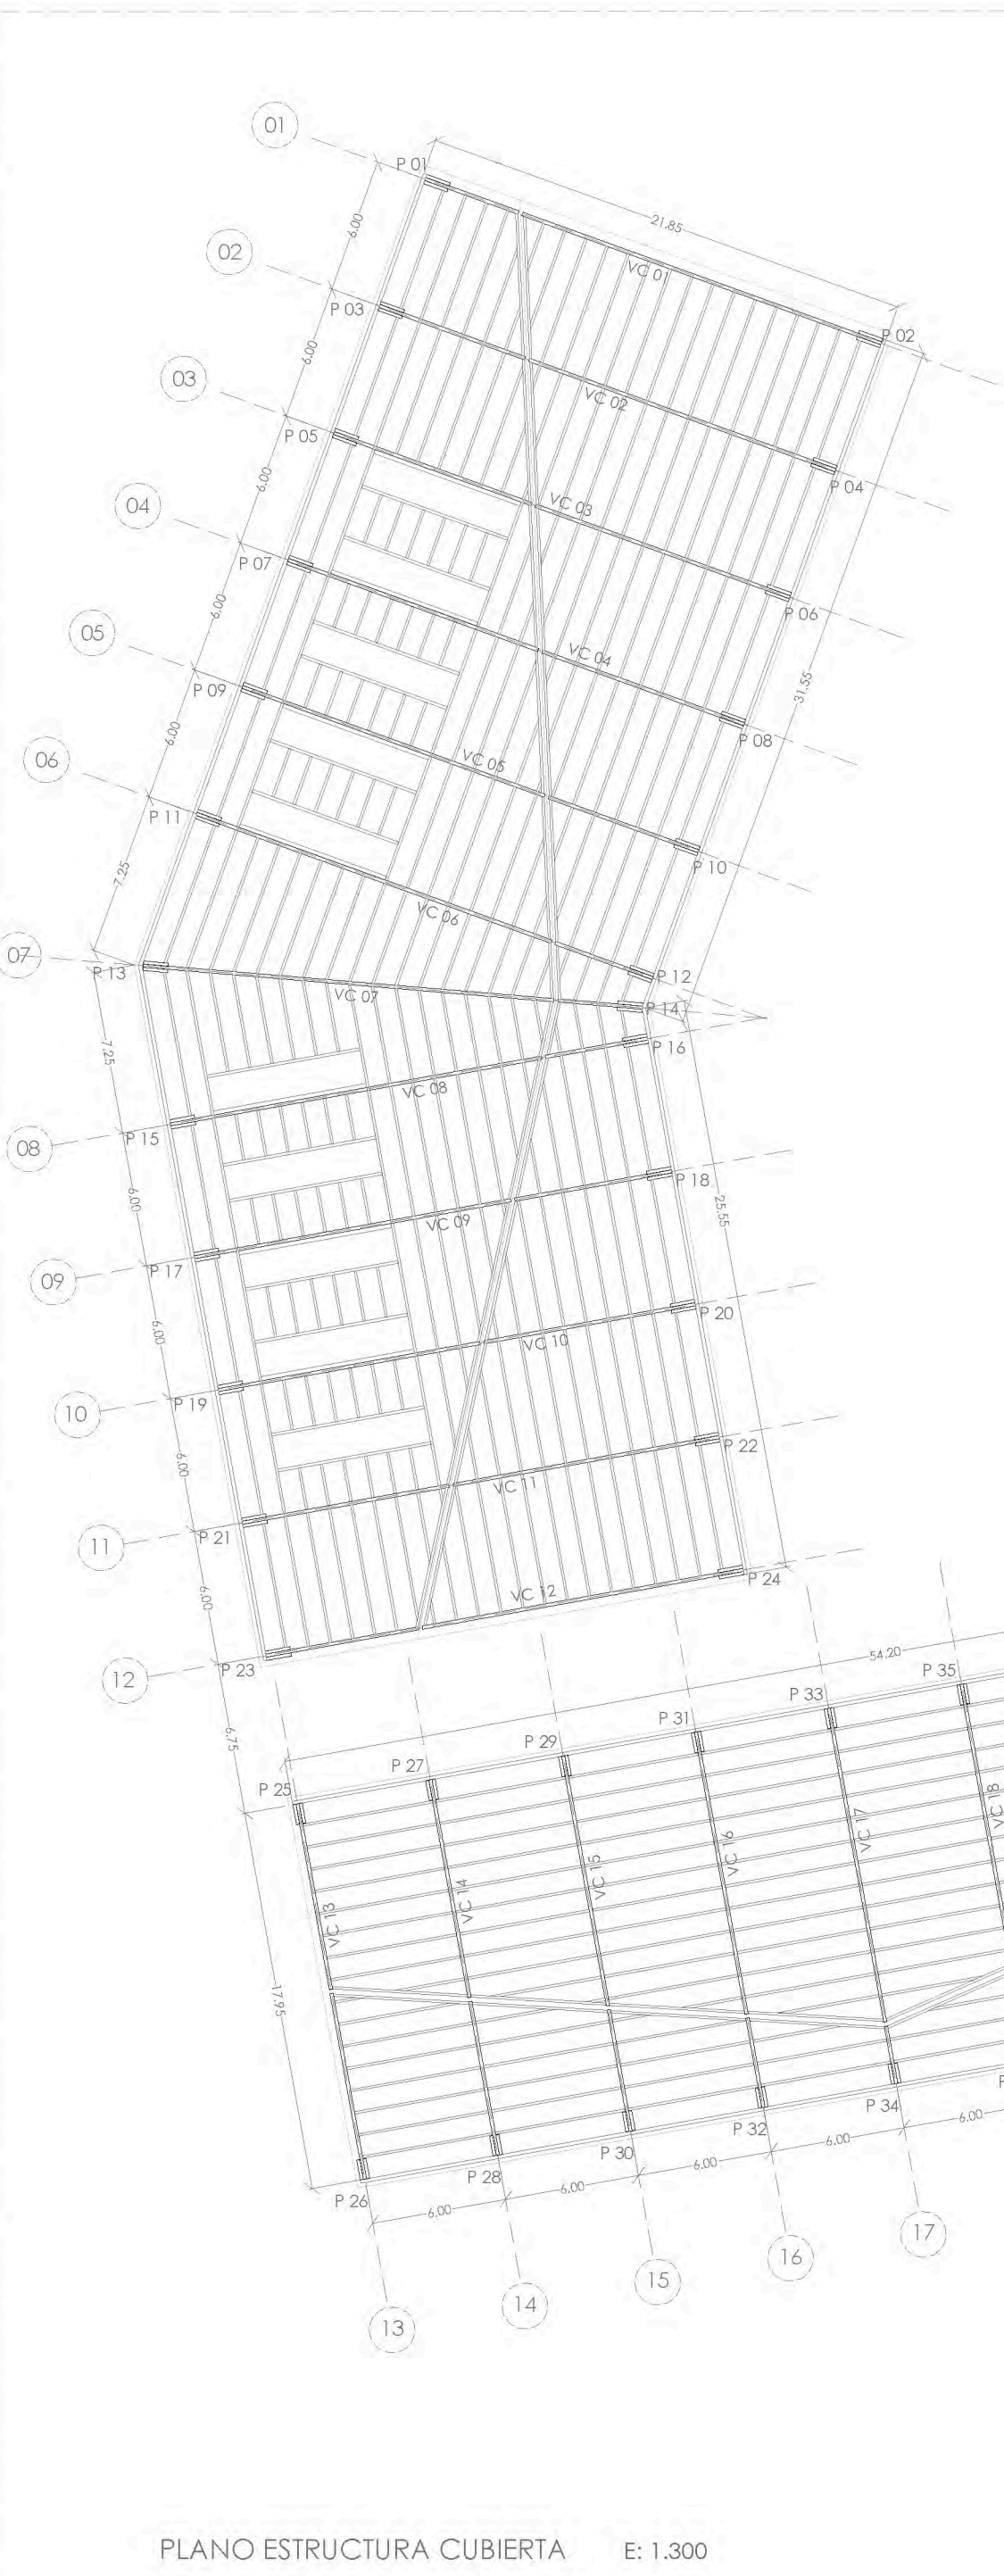 01
P 01
21.85
6.00
VC 01
02
P 03
P 02
6.00
03
VC 02
P 05
P 04
6.00
04
VC 03
P 07
P 06
6.00
05
VC 04
P 09
31.55
P 08
6.00
06
VC 05
P 11
P 10
7.25
VC 06
07
P 13
P 12
VC 07
P 14
7.25
P 16
VC 08
08
P 15
6.00
P 18
25.55
VC 09
09
P 17
6.00
P 20
VC 10
10
P 19
6.00
P 22
VC 11
11
P 21
6.00
P 24
VC 12
12
P 23
54.20
6.75
P 35
P 33
P 31
P 29
P 27
P 25
VC 18
VC 17
VC 16
VC 15
VC 14
VC 13
17.95
P 34
P 32
P 30
P 28
P 26
6.00
6.00
6.00
6.00
6.00
17
16
15
14
13
PLANO ESTRUCTURA CUBIERTA E: 1.300